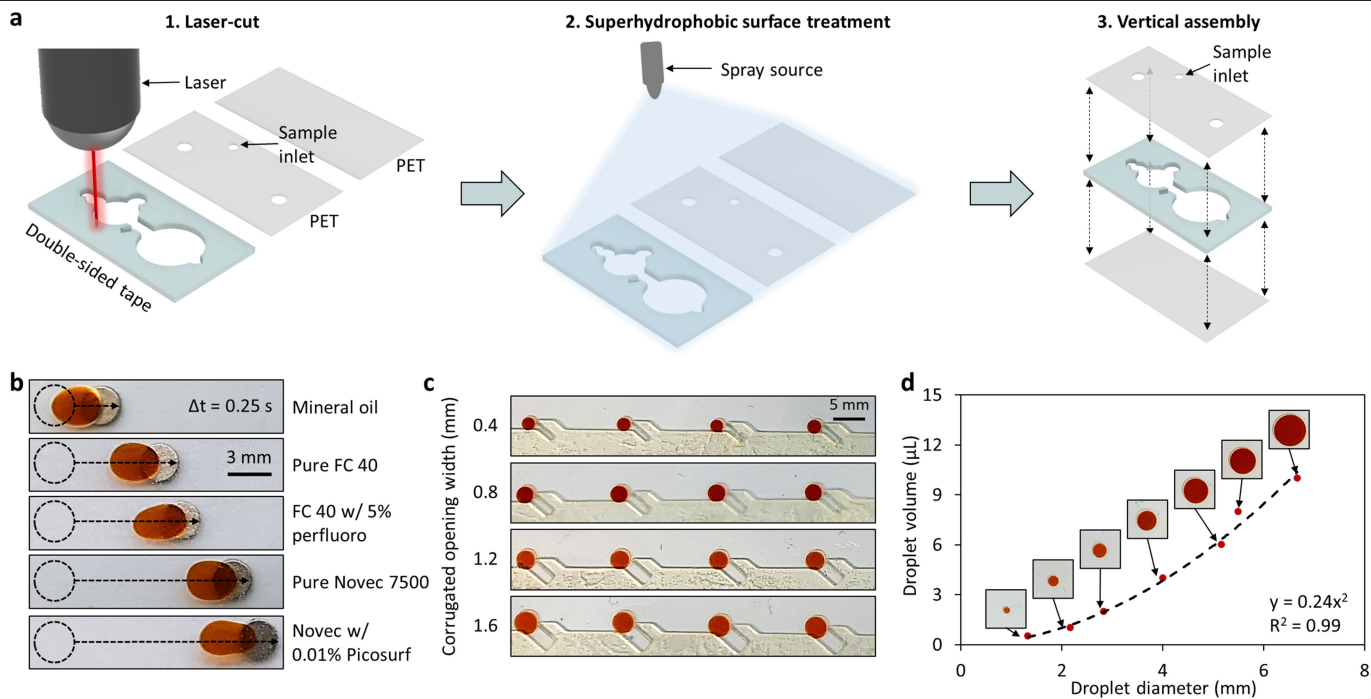 a
1. Laser-cut
2. Superhydrophobic surface treatment
3. Vertical assembly
Laser
Sample
inlet
PET
PET
Double-sided tape
Spray source
Sample
inlet
b
Δt = 0.25 s
Mineral oil
3 mm
Pure FC 40
FC 40 w/ 5%
perfluoro
Pure Novec 7500
Novec w/
0.01% Picosurf
c
Corrugated opening width (mm)
5 mm
0.4
0.8
1.2
1.6
d
Droplet volume (µL)
15
12
9
6
3
0
y = 0.24x²
R² = 0.99
0 2 4 6 8
Droplet diameter (mm)